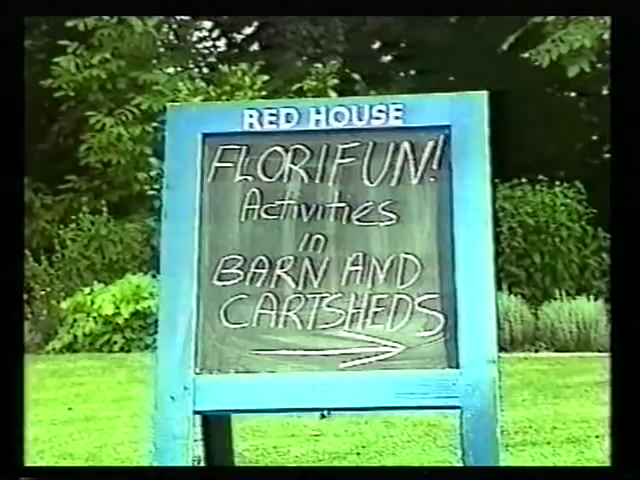 RED HOUSE
FLORIFUN!
Activities
in
BARN AND
CARTSHEDS